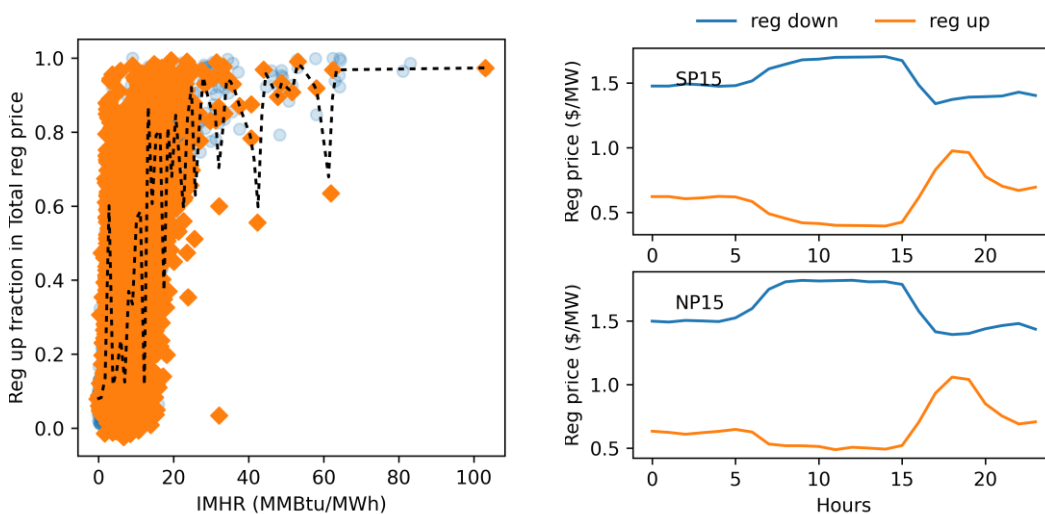 reg down reg up
Reg up fraction in Total reg price
1.0
0.8
0.6
0.4
0.2
0.0
0 20 40 60 80 100
IMHR (MMBtu/MWh)
Reg price ($/MW)
1.5
1.0
0.5
SP15
0 5 10 15 20
Reg price ($/MW)
1.5
1.0
0.5
NP15
0 5 10 15 20
Hours